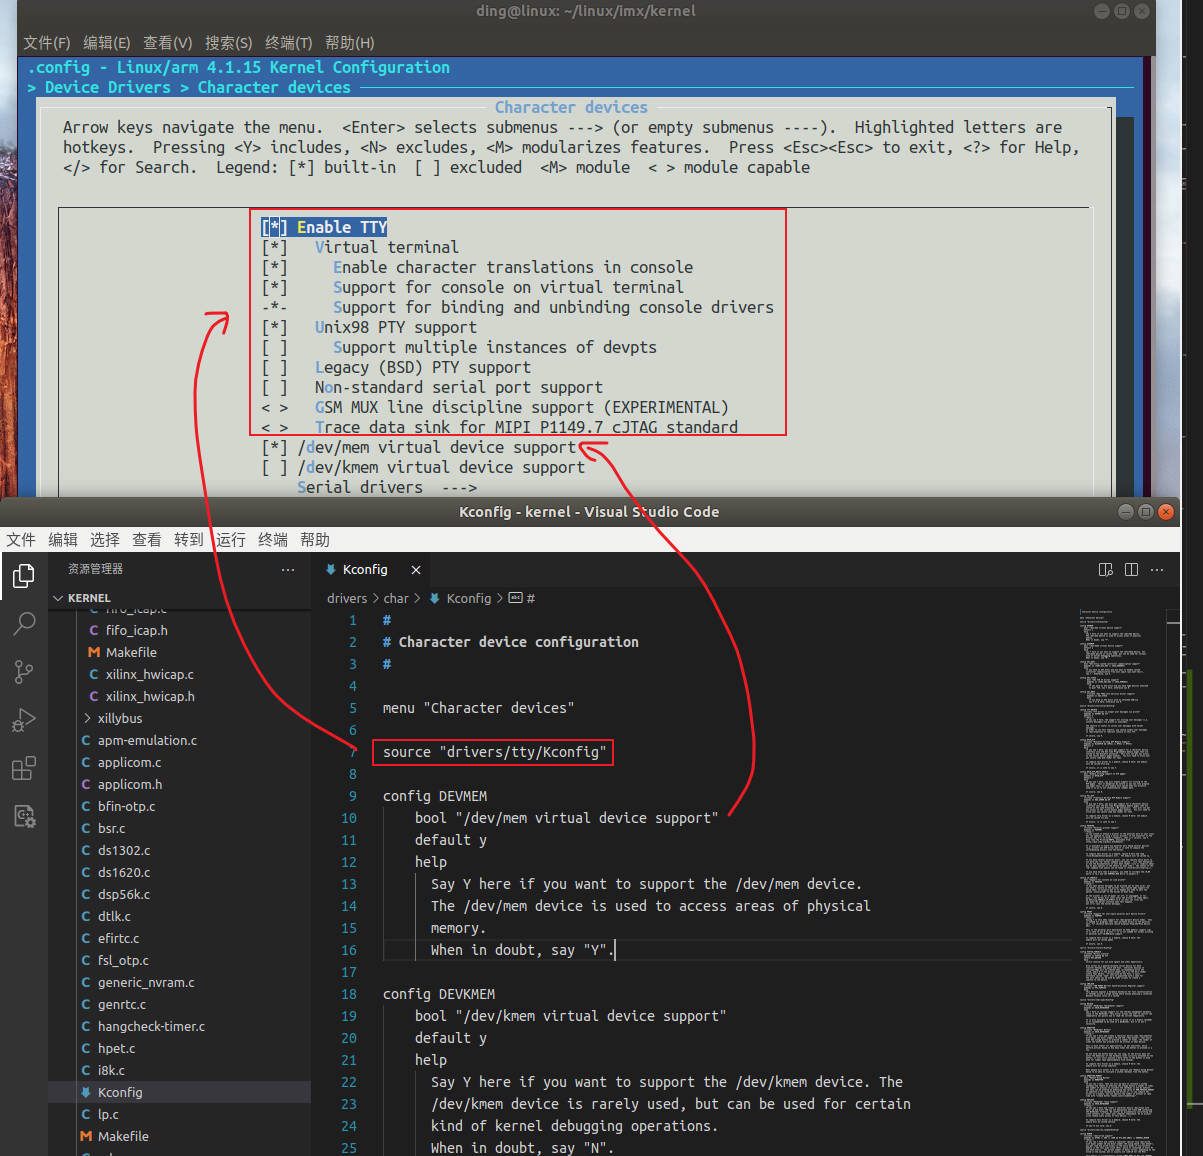 ding@linux: ~/linux/imx/kernel
文件(F) 编辑(E) 查看(V) 搜索(S) 终端(T) 帮助(H)
.config - Linux/arm 4.1.15 Kernel Configuration
> Device Drivers > Character devices
Character devices
Arrow keys navigate the menu.  <Enter> selects submenus ---> (or empty submenus ----).  Highlighted letters are
hotkeys.  Pressing <Y> includes, <N> excludes, <M> modularizes features.  Press <Esc><Esc> to exit, <?> for Help,
</> for Search.  Legend: [*] built-in  [ ] excluded  <M> module  < > module capable
[*] Enable TTY
[*]   Virtual terminal
[*]     Enable character translations in console
[*]     Support for console on virtual terminal
-*-     Support for binding and unbinding console drivers
[*]   Unix98 PTY support
[ ]     Support multiple instances of devpts
[ ]   Legacy (BSD) PTY support
[ ]   Non-standard serial port support
< >   GSM MUX line discipline support (EXPERIMENTAL)
< >   Trace data sink for MIPI P1149.7 cJTAG standard
[*] /dev/mem virtual device support
[ ] /dev/kmem virtual device support
Serial drivers  --->
Kconfig - kernel - Visual Studio Code
文件 编辑 选择 查看 转到 运行 终端 帮助
资源管理器 ···
KERNEL
fifo_icap.c
C fifo_icap.h
M Makefile
C xilinx_hwicap.c
C xilinx_hwicap.h
> xillybus
C apm-emulation.c
C applicom.c
C applicom.h
C bfin-otp.c
C bsr.c
C ds1302.c
C ds1620.c
C dsp56k.c
C dtlk.c
C efirtc.c
C fsl_otp.c
C generic_nvram.c
C genrtc.c
C hangcheck-timer.c
C hpet.c
C i8k.c
Kconfig
C lp.c
M Makefile
Kconfig ×
drivers > char > Kconfig > abc #
1 #
2 # Character device configuration
3 #
4
5 menu "Character devices"
6
7 source "drivers/tty/Kconfig"
8
9 config DEVMEM
10 bool "/dev/mem virtual device support"
11 default y
12 help
13 Say Y here if you want to support the /dev/mem device.
14 The /dev/mem device is used to access areas of physical
15 memory.
16 When in doubt, say "Y".
17
18 config DEVKMEM
19 bool "/dev/kmem virtual device support"
20 default y
21 help
22 Say Y here if you want to support the /dev/kmem device. The
23 /dev/kmem device is rarely used, but can be used for certain
24 kind of kernel debugging operations.
25 When in doubt, say "N".